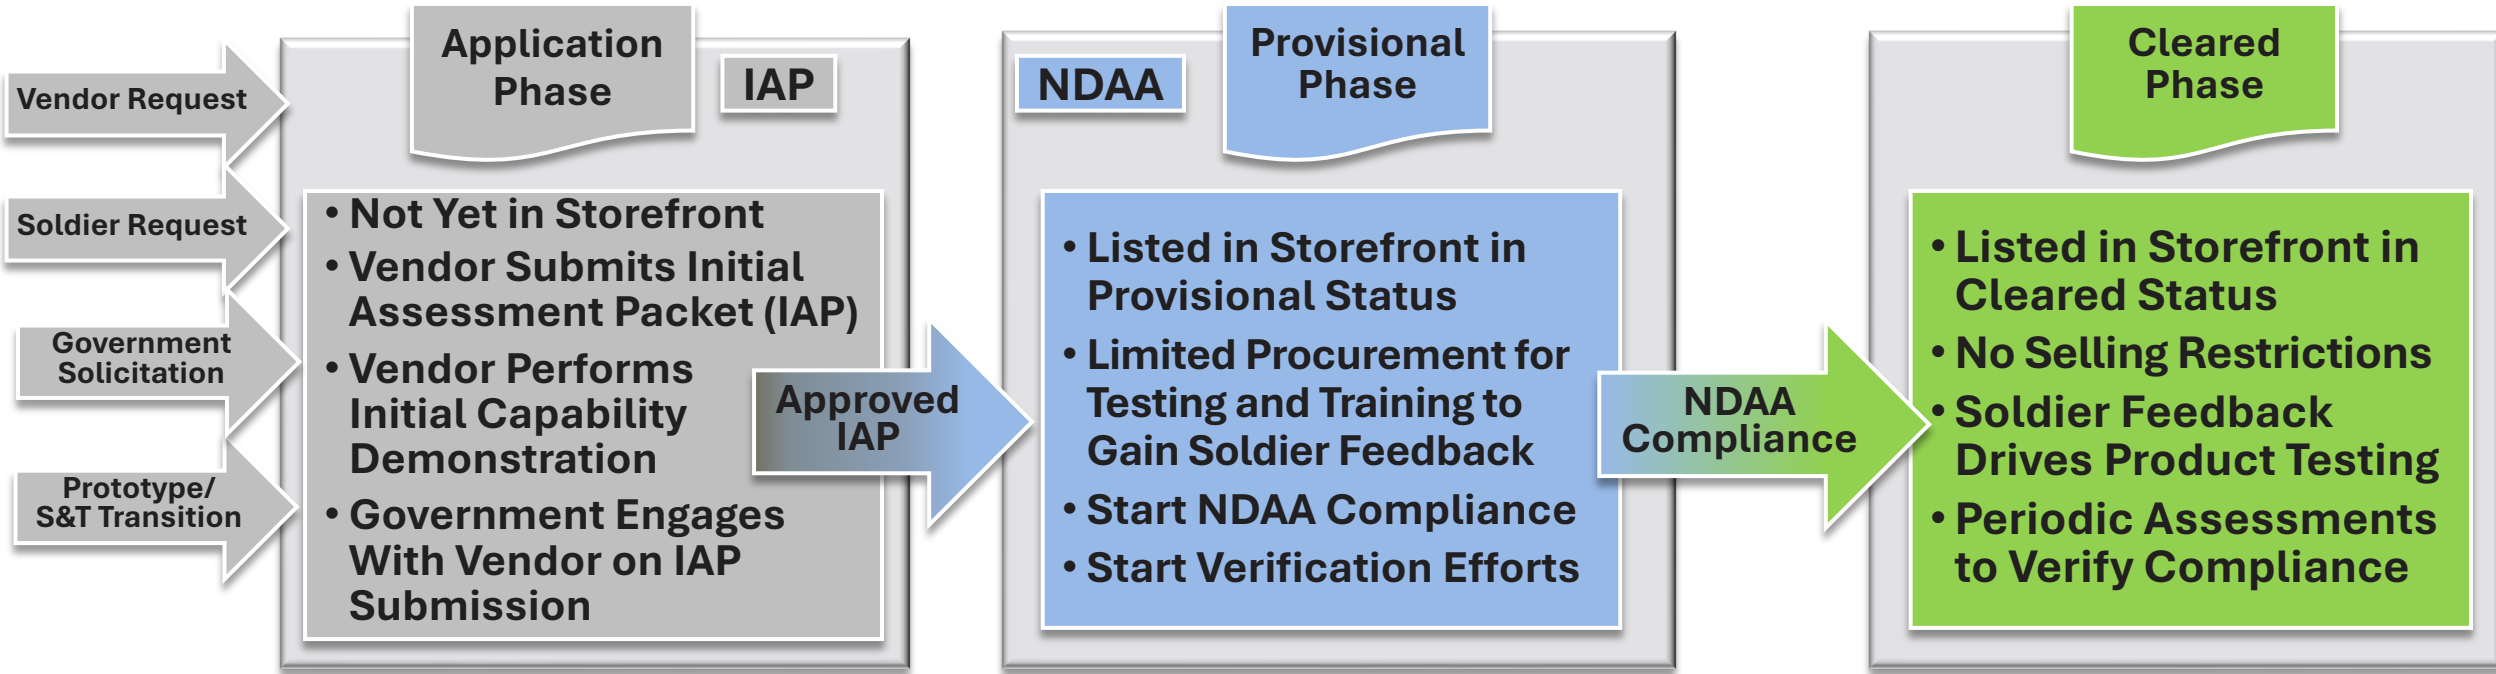 Vendor Request
Soldier Request
Government
Solicitation
Prototype/
S&T Transition
Application
Phase
IAP
• Not Yet in Storefront
• Vendor Submits Initial
Assessment Packet (IAP)
• Vendor Performs
Initial Capability
Demonstration
• Government Engages
With Vendor on IAP
Submission
Approved
IAP
NDAA
Provisional
Phase
• Listed in Storefront in
Provisional Status
• Limited Procurement for
Testing and Training to
Gain Soldier Feedback
• Start NDAA Compliance
• Start Verification Efforts
NDAA
Compliance
Cleared
Phase
• Listed in Storefront in
Cleared Status
• No Selling Restrictions
• Soldier Feedback
Drives Product Testing
• Periodic Assessments
to Verify Compliance